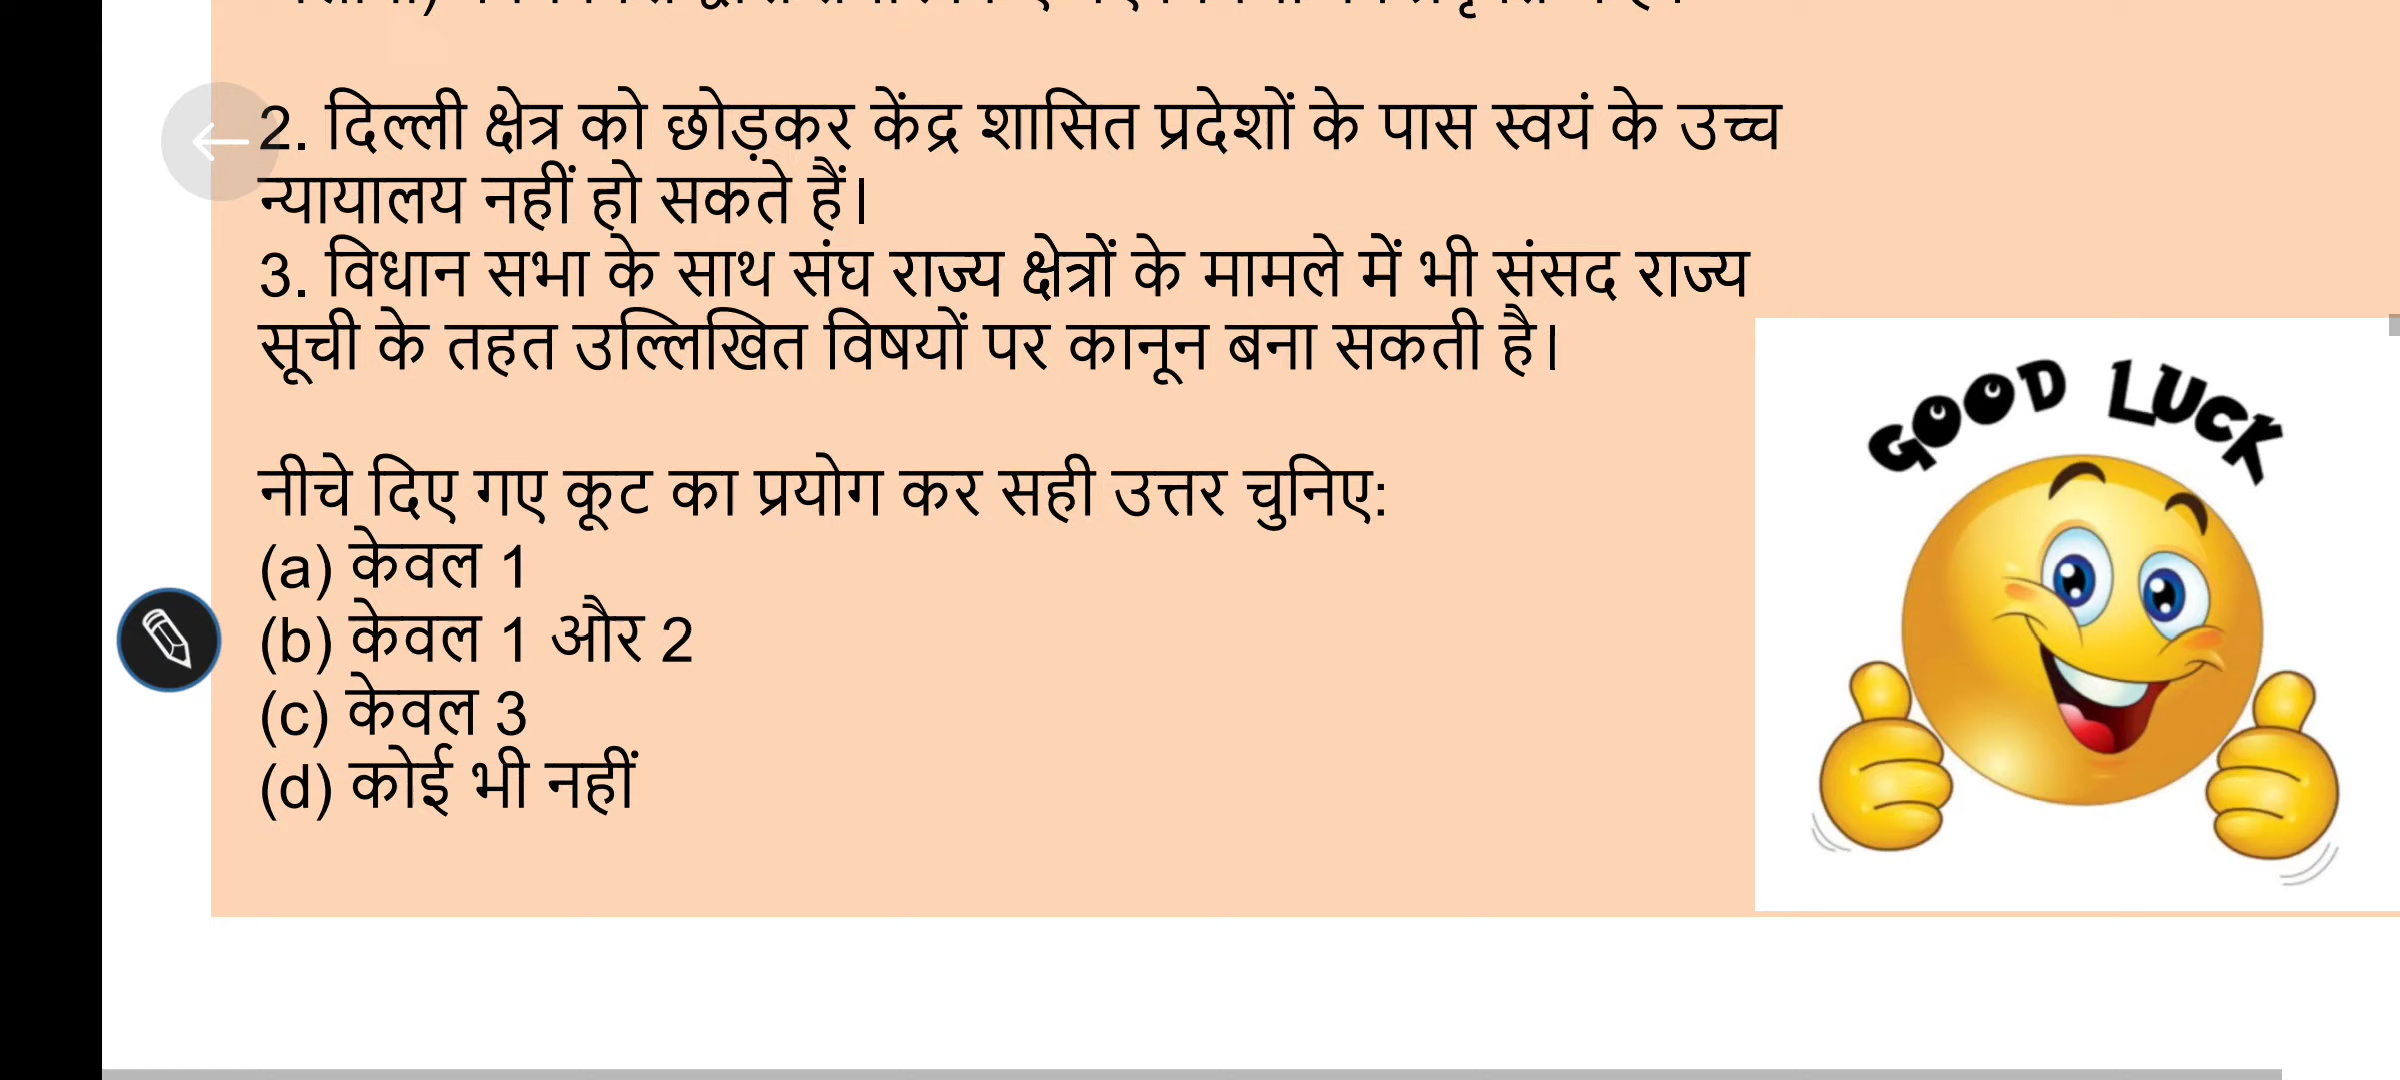 2. दिल्ली क्षेत्र को छोड़कर केंद्र शासित प्रदेशों के पास स्वयं के उच्च
न्यायालय नहीं हो सकते हैं।
3. विधान सभा के साथ संघ राज्य क्षेत्रों के मामले में भी संसद राज्य
सूची के तहत उल्लिखित विषयों पर कानून बना सकती है।
नीचे दिए गए कूट का प्रयोग कर सही उत्तर चुनिए:
(a) केवल 1
(b) केवल 1 और 2
(c) केवल 3
(d) कोई भी नहीं
GOOD LUCK